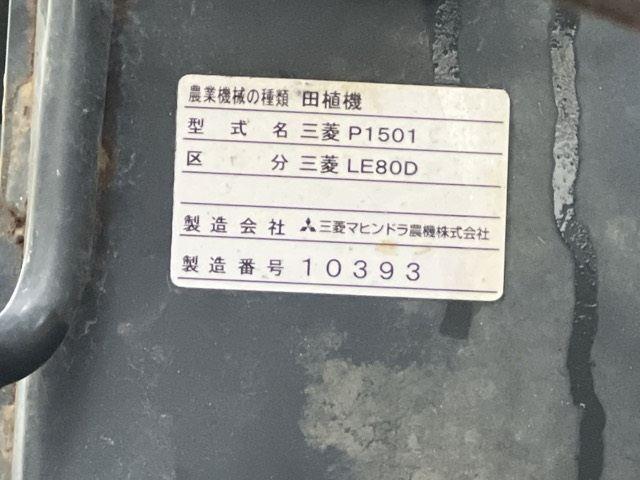 農業機械の種類 田植機
型式名 三菱 P1501
区分 三菱 LE80D
製造会社 三菱マヒンドラ農機株式会社
製造番号 10393